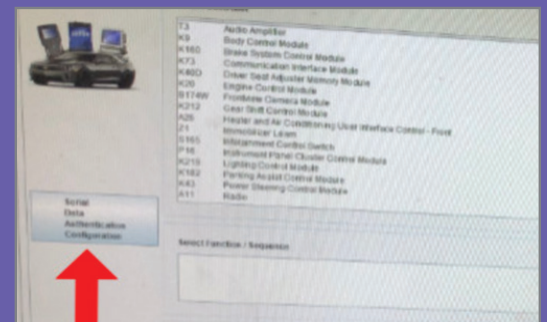 T3 Audio Amplifier
K9 Body Control Module
K160 Brake System Control Module
K73 Communication Interface Module
K40D Driver Seat Adjuster Memory Module
K20 Engine Control Module
B174W Frontview Camera Module
K212 Gear Shift Control Module
A26 Heater and Air Conditioning User Interface Control - Front
Z1 Immobilizer Learn
S165 Infotainment Control Switch
P16 Instrument Panel Cluster Control Module
K219 Lighting Control Module
K182 Parking Assist Control Module
K43 Power Steering Control Module
A11 Radio
Serial
Data
Authentication
Configuration
Select Function / Sequence